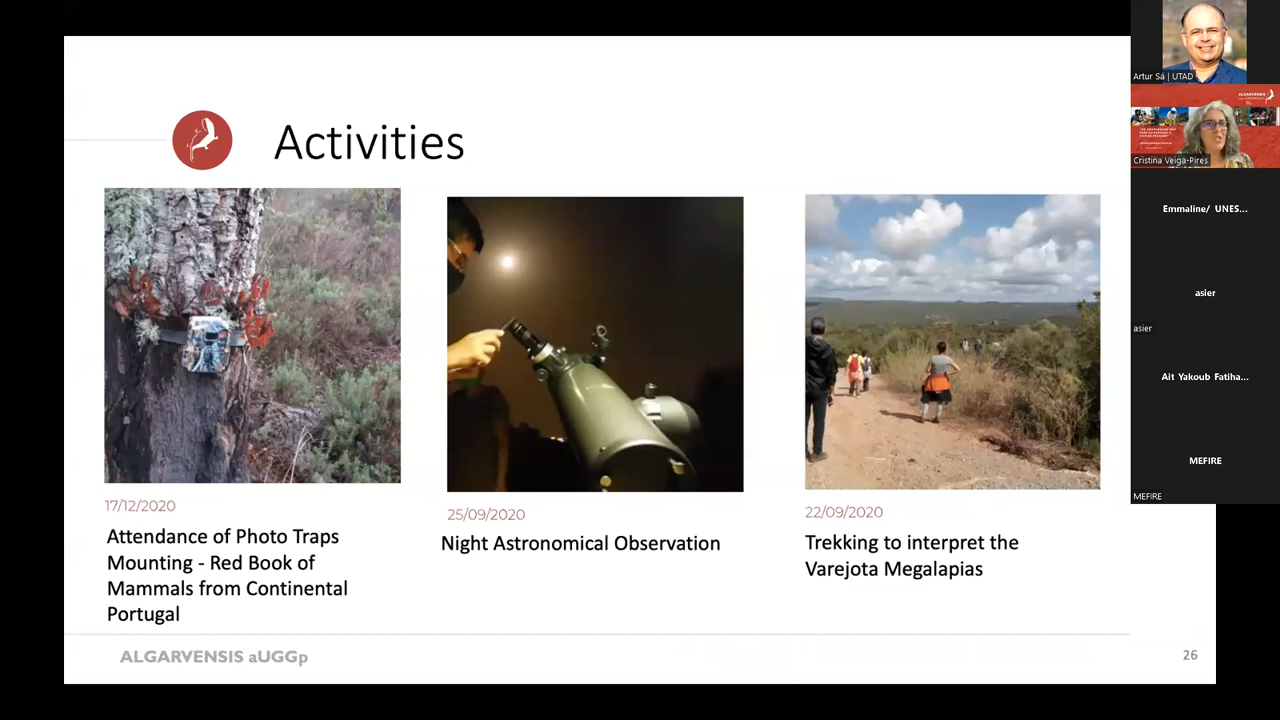 Activities
17/12/2020
Attendance of Photo Traps
Mounting - Red Book of
Mammals from Continental
Portugal
25/09/2020
Night Astronomical Observation
22/09/2020
Trekking to interpret the
Varejota Megalapias
ALGARVENSIS aUGGp
26
Artur Sá | UTAD
ALGARVENSIS
Cristina Veiga-Pires
Emmaline/ UNES...
asier
asier
Ait Yakoub Fatiha...
MEFIRE
MEFIRE